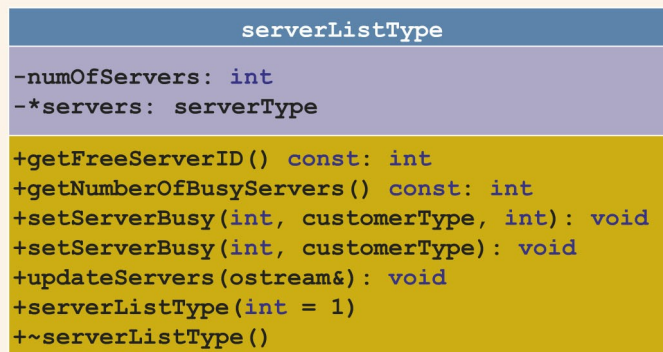 serverListType
-numOfServers: int
-*servers: serverType
+getFreeServerID() const: int
+getNumberOfBusyServers() const: int
+setServerBusy(int, customerType, int): void
+setServerBusy(int, customerType): void
+updateServers(ostream&): void
+serverListType(int = 1)
+~serverListType()